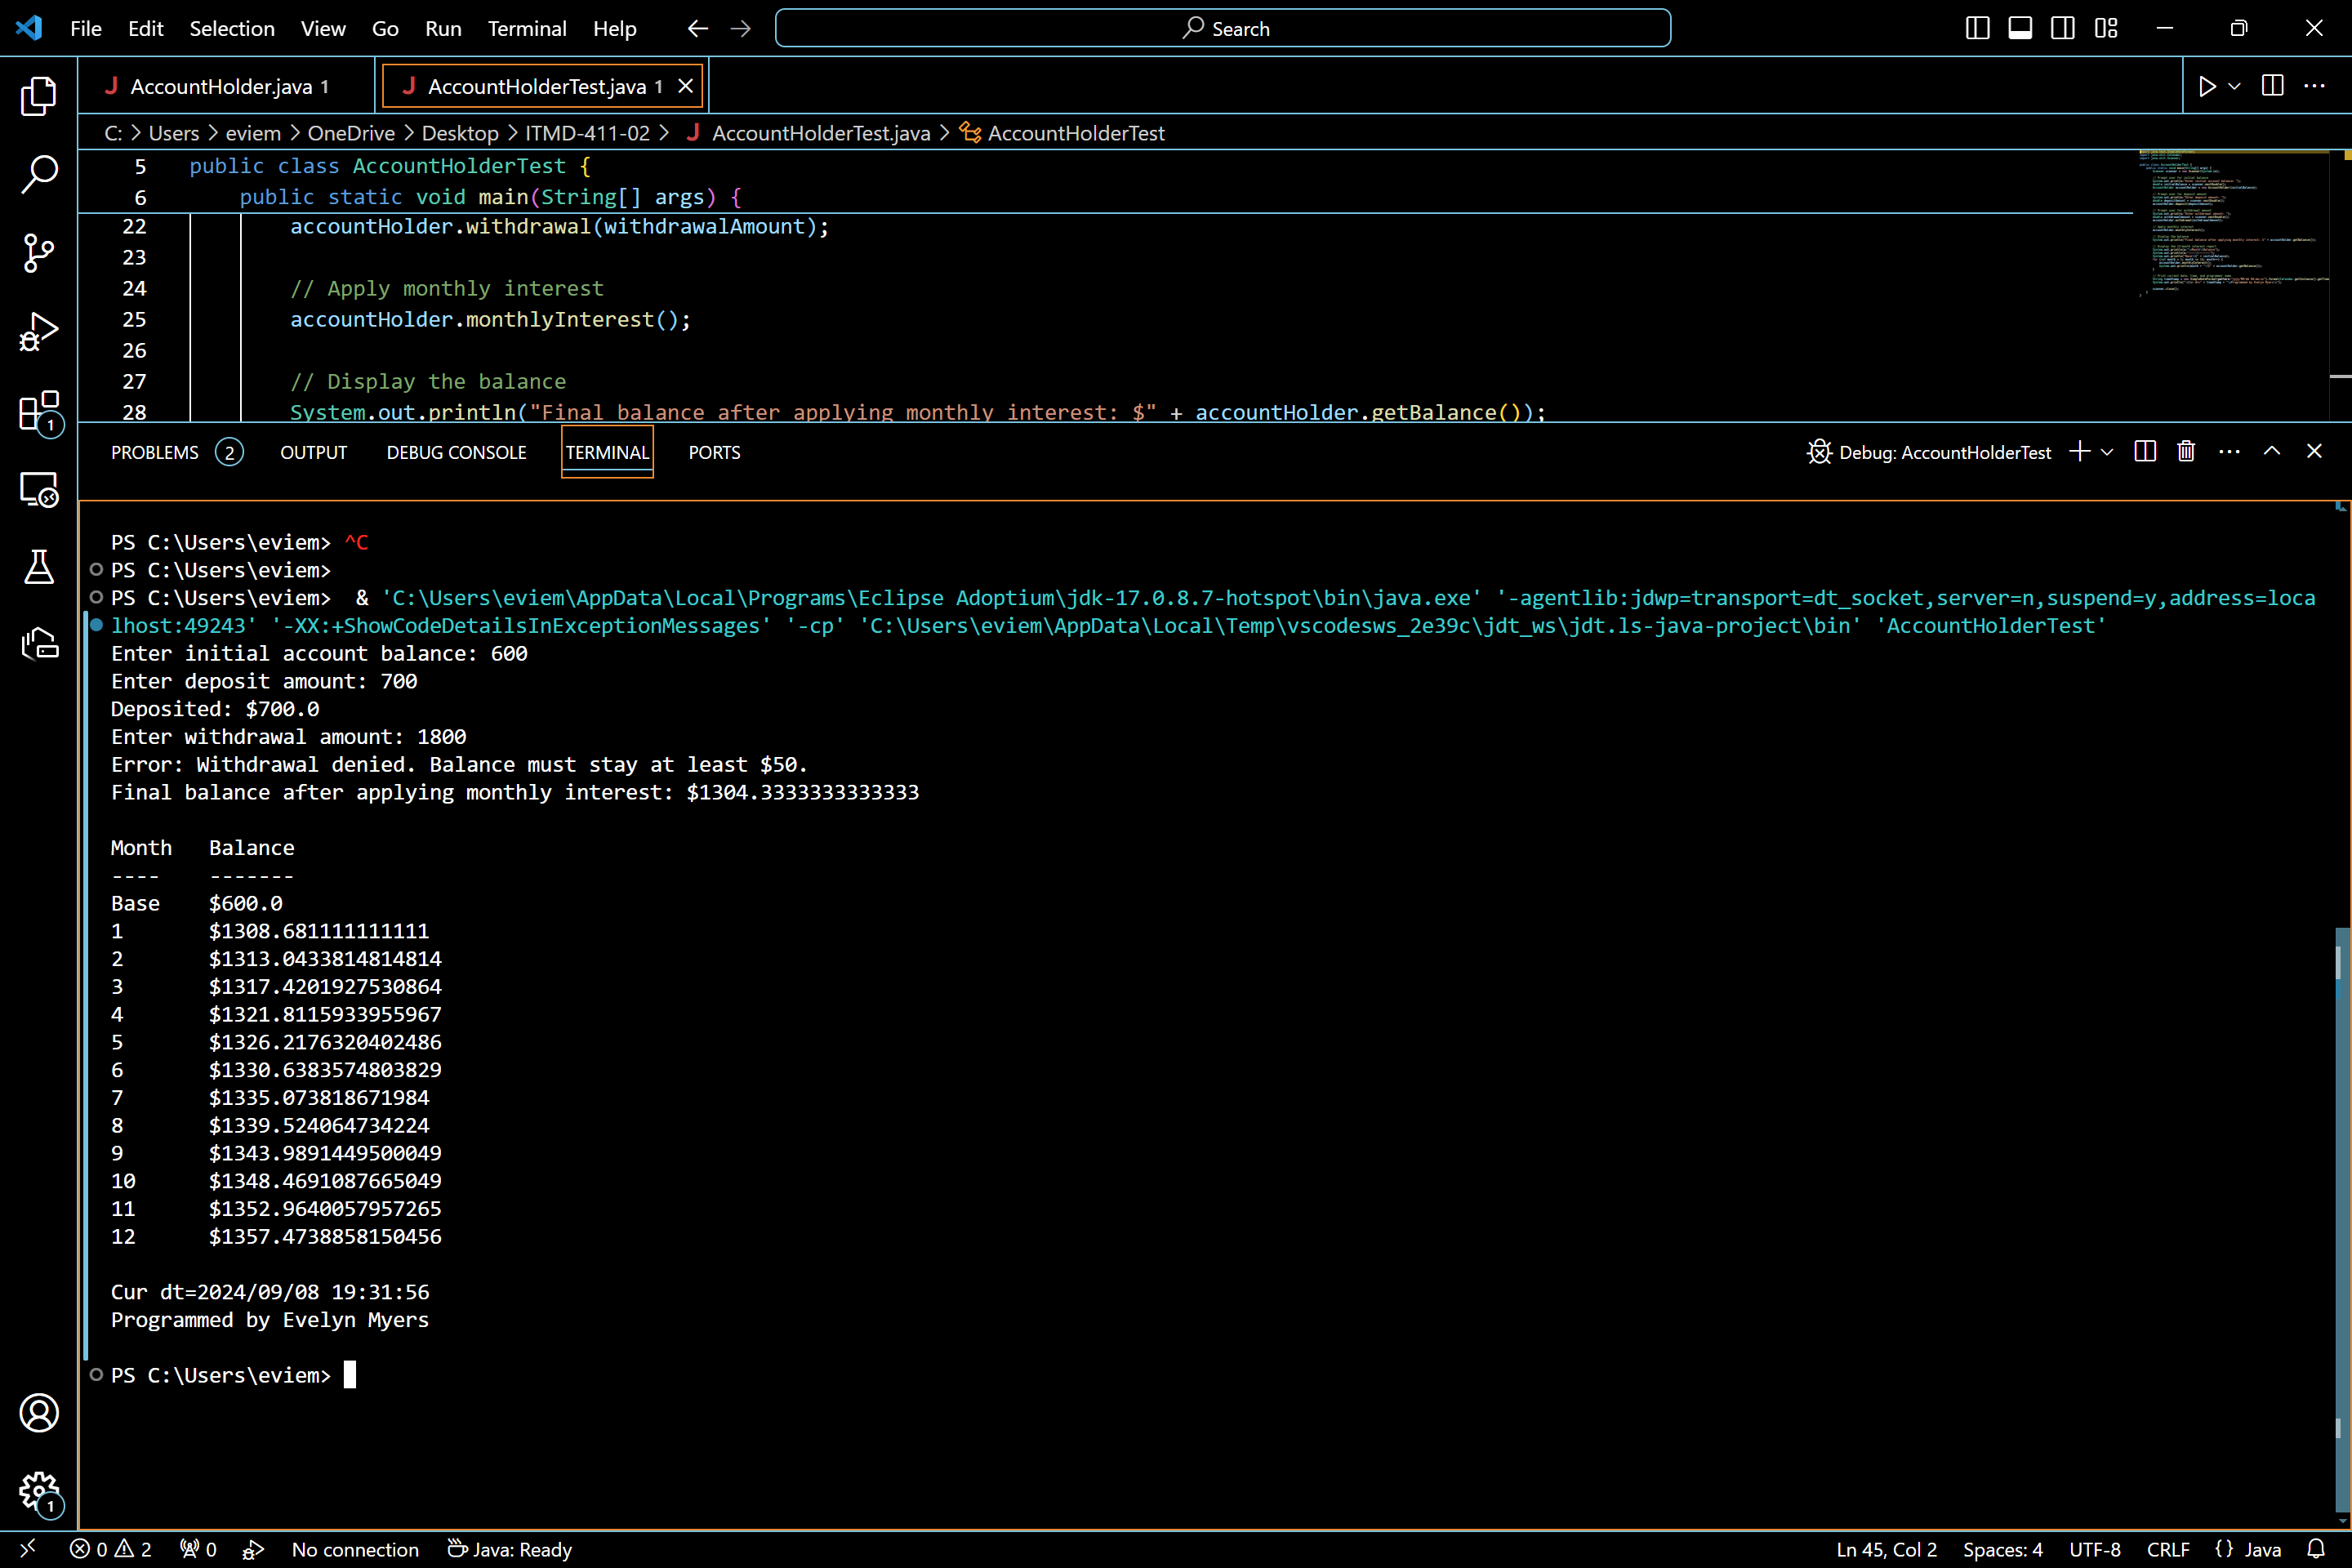 File Edit Selection View Go Run Terminal Help Search
AccountHolder.java 1 AccountHolderTest.java 1
C: > Users > eviem > OneDrive > Desktop > ITMD-411-02 > AccountHolderTest.java > AccountHolderTest
5 public class AccountHolderTest {
6 public static void main(String[] args) {
22 accountHolder.withdrawal(withdrawalAmount);
23
24 // Apply monthly interest
25 accountHolder.monthlyInterest();
26
27 // Display the balance
28 System.out.println("Final balance after applying monthly interest: $" + accountHolder.getBalance());
PROBLEMS 2 OUTPUT DEBUG CONSOLE TERMINAL PORTS Debug: AccountHolderTest
PS C:\Users\eviem> ^C
PS C:\Users\eviem>
PS C:\Users\eviem>  & 'C:\Users\eviem\AppData\Local\Programs\Eclipse Adoptium\jdk-17.0.8.7-hotspot\bin\java.exe' '-agentlib:jdwp=transport=dt_socket,server=n,suspend=y,address=loca
lhost:49243' '-XX:+ShowCodeDetailsInExceptionMessages' '-cp' 'C:\Users\eviem\AppData\Local\Temp\vscodesws_2e39c\jdt_ws\jdt.ls-java-project\bin' 'AccountHolderTest'
Enter initial account balance: 600
Enter deposit amount: 700
Deposited: $700.0
Enter withdrawal amount: 1800
Error: Withdrawal denied. Balance must stay at least $50.
Final balance after applying monthly interest: $1304.3333333333333
Month Balance
---- -------
Base $600.0
1 $1308.681111111111
2 $1313.0433814814814
3 $1317.4201927530864
4 $1321.8115933955967
5 $1326.2176320402486
6 $1330.6383574803829
7 $1335.073818671984
8 $1339.524064734224
9 $1343.9891449500049
10 $1348.4691087665049
11 $1352.9640057957265
12 $1357.4738858150456
Cur dt=2024/09/08 19:31:56
Programmed by Evelyn Myers
PS C:\Users\eviem>
1
1
0 2 0 No connection Java: Ready Ln 45, Col 2 Spaces: 4 UTF-8 CRLF {} Java